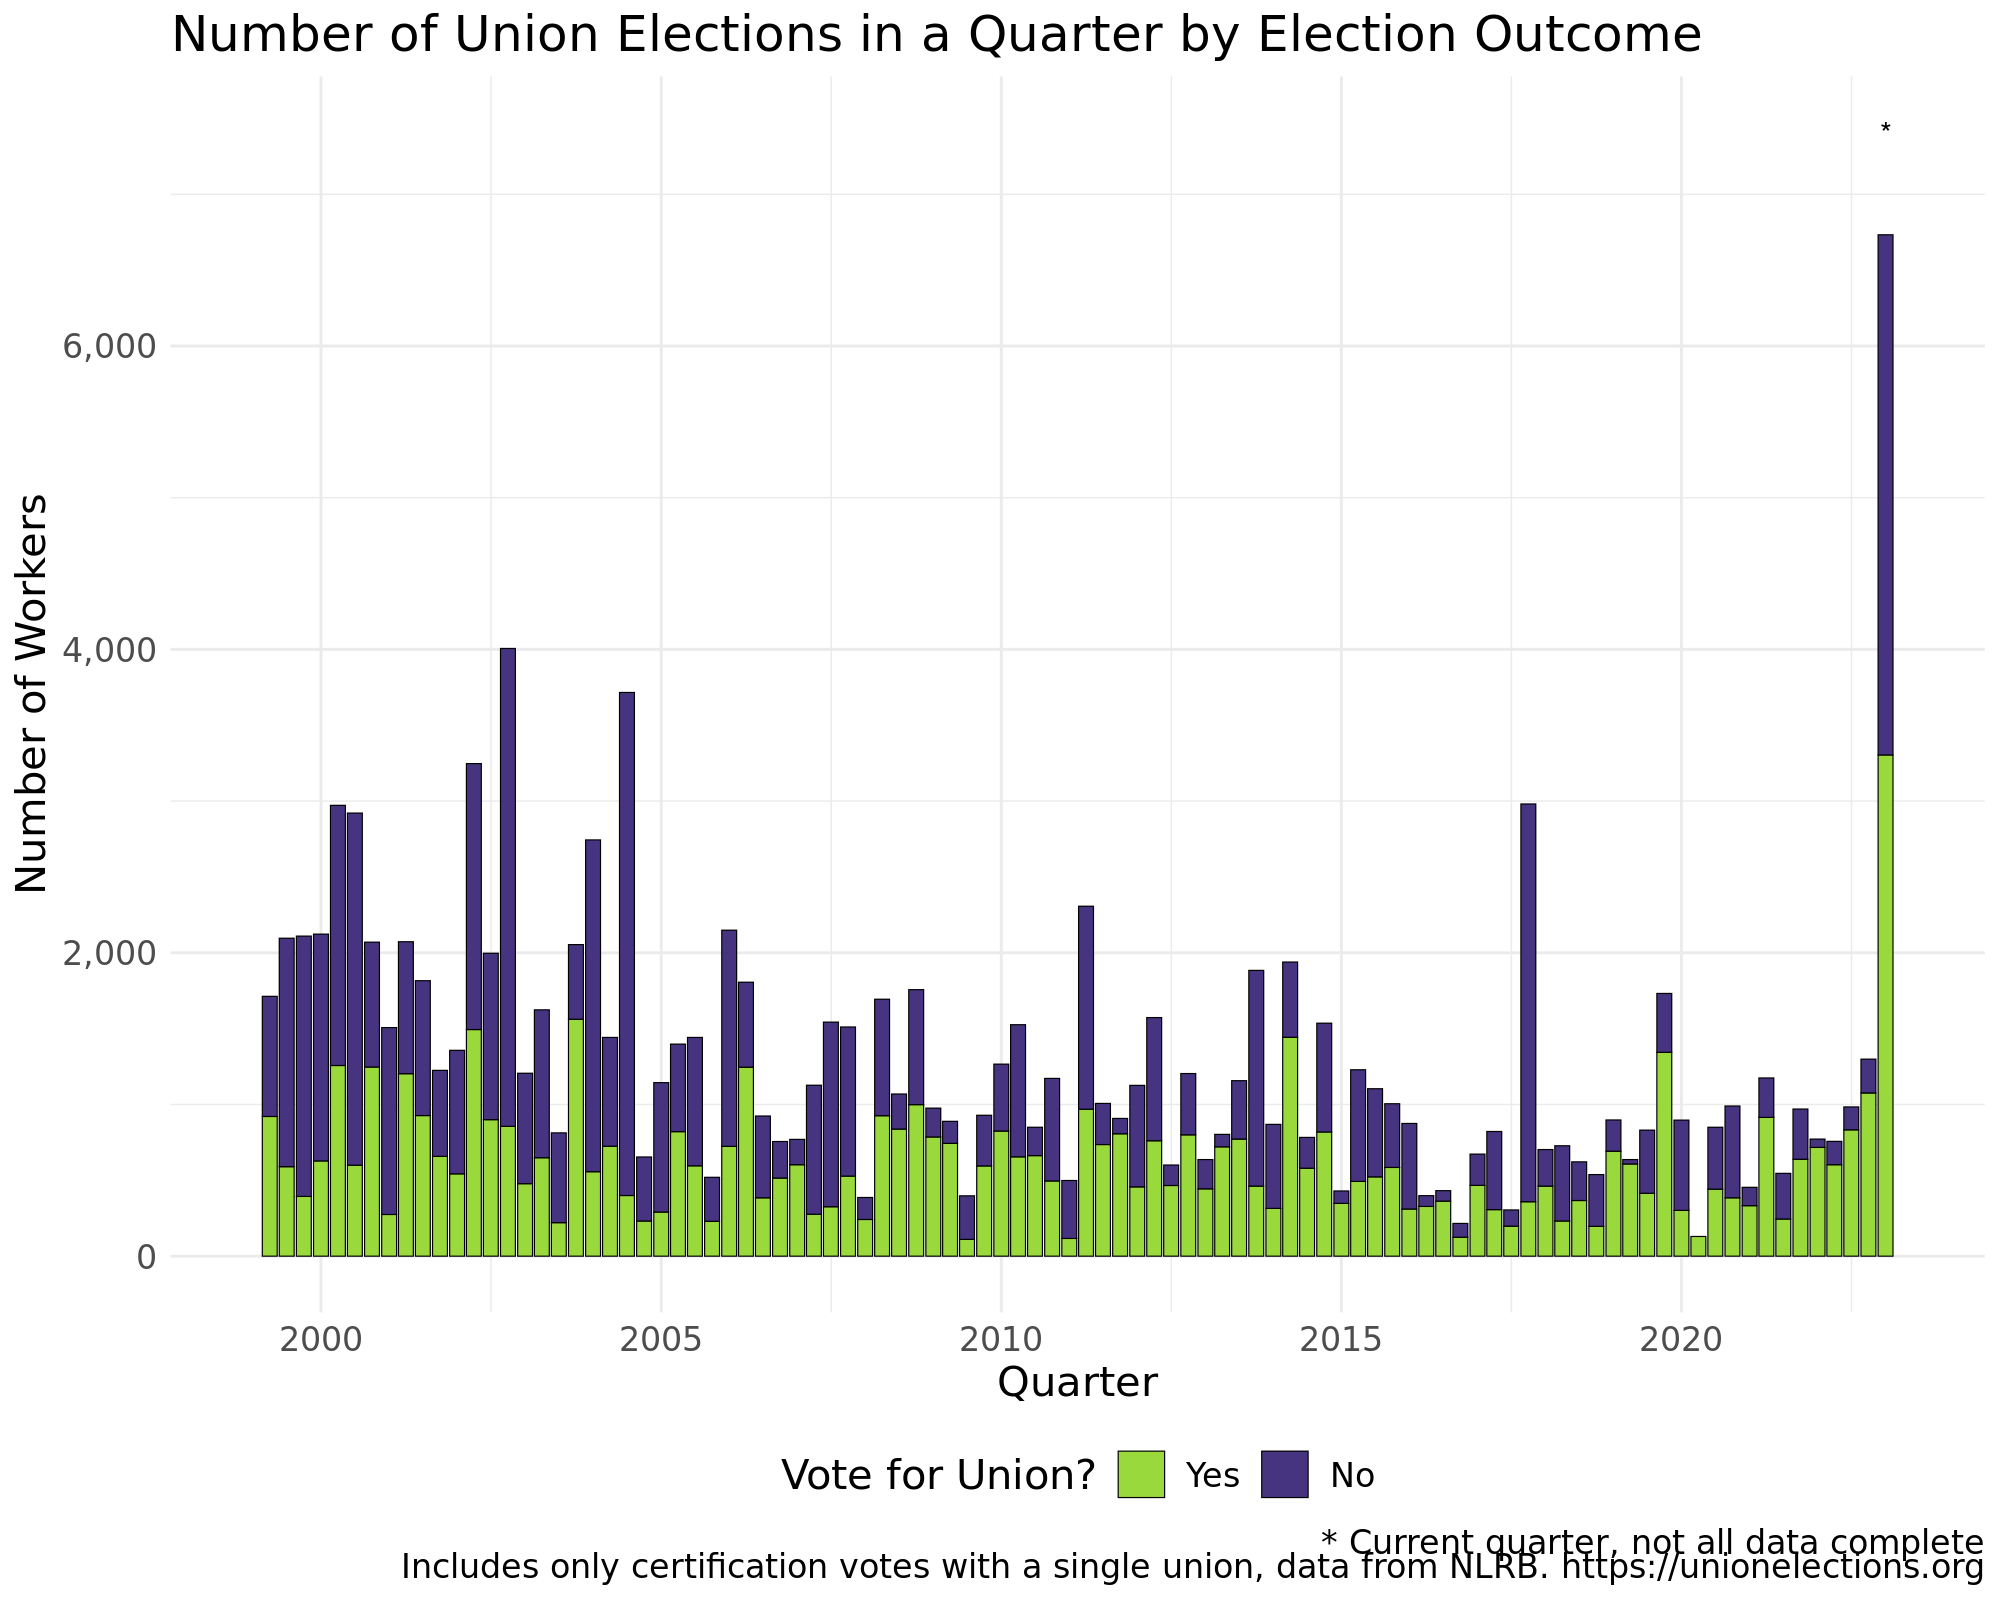 Number of Union Elections in a Quarter by Election Outcome
*
6,000
4,000
2,000
0
Number of Workers
2000 2005 2010 2015 2020
Quarter
Vote for Union? Yes No
* Current quarter, not all data complete
Includes only certification votes with a single union, data from NLRB. https://unionelections.org